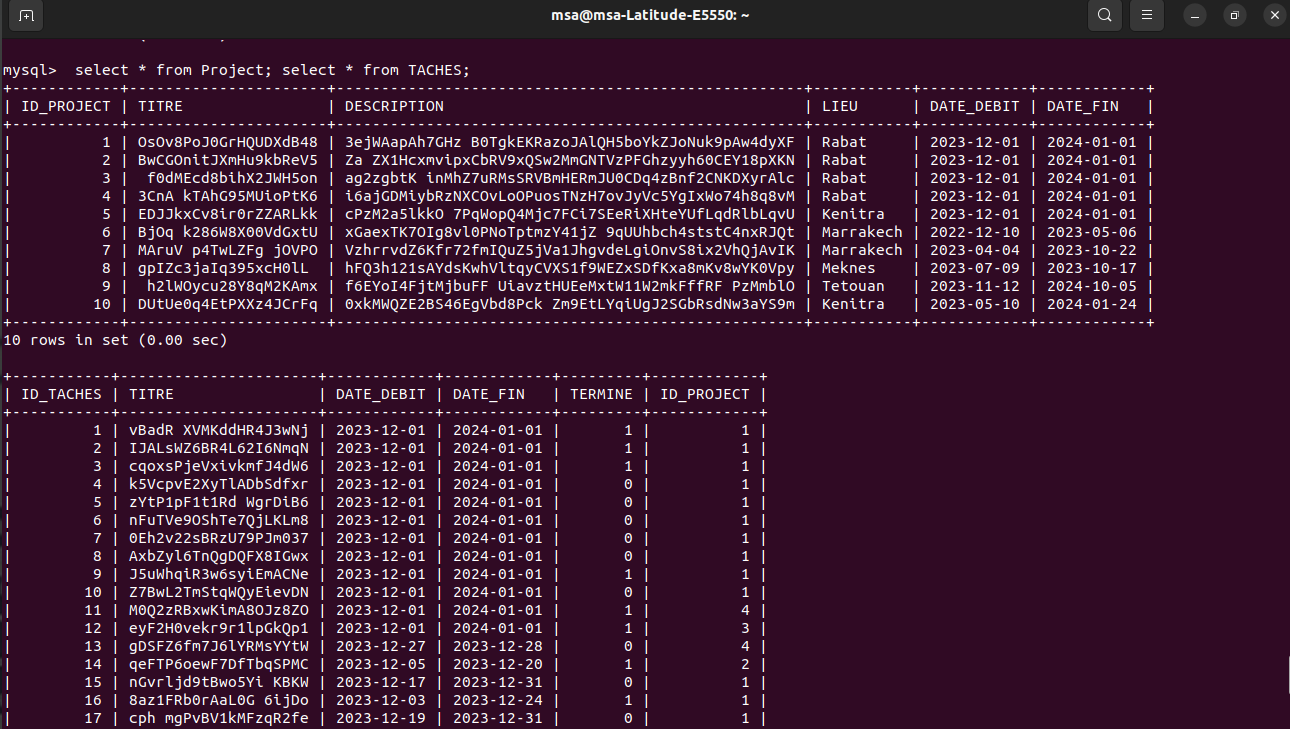 msa@msa-Latitude-E5550: ~
mysql>  select * from Project; select * from TACHES;
+------------+----------------------+----------------------------------------------------+-----------+------------+------------+
| ID_PROJECT | TITRE                | DESCRIPTION                                        | LIEU      | DATE_DEBIT | DATE_FIN   |
+------------+----------------------+----------------------------------------------------+-----------+------------+------------+
|          1 | OsOv8PoJ0GrHQUDXdB48 | 3ejWAapAh7GHz B0TgkEKRazoJAlQH5boYkZJoNuk9pAw4dyXF | Rabat     | 2023-12-01 | 2024-01-01 |
|          2 | BwCGOnitJXmHu9kbReV5 | Za ZX1HcxmvipxCbRV9xQSw2MmGNTVzPFGhzyyh60CEY18pXKN | Rabat     | 2023-12-01 | 2024-01-01 |
|          3 |  f0dMEcd8bihX2JWH5on | ag2zgbtK inMhZ7uRMsSRVBmHERmJU0CDq4zBnf2CNKDXyrAlc | Rabat     | 2023-12-01 | 2024-01-01 |
|          4 | 3CnA kTAhG95MUioPtK6 | i6ajGDMiybRzNXCOvLoOPuosTNzH7ovJyVc5YgIxWo74h8q8vM | Rabat     | 2023-12-01 | 2024-01-01 |
|          5 | EDJJkxCv8ir0rZZARLkk | cPzM2a5lkkO 7PqWopQ4Mjc7FCi7SEeRiXHteYUfLqdRlbLqvU | Kenitra   | 2023-12-01 | 2024-01-01 |
|          6 | BjOq k286W8X00VdGxtU | xGaexTK7OIg8vl0PNoTptmzY41jZ 9qUUhbch4ststC4nxRJQt | Marrakech | 2022-12-10 | 2023-05-06 |
|          7 | MAruV p4TwLZFg jOVPO | VzhrrvdZ6Kfr72fmIQuZ5jVa1JhgvdeLgiOnvS8ix2VhQjAvIK | Marrakech | 2023-04-04 | 2023-10-22 |
|          8 | gpIZc3jaIq395xcH0lL  | hFQ3h121sAYdsKwhVltqyCVXS1f9WEZxSDfKxa8mKv8wYK0Vpy | Meknes    | 2023-07-09 | 2023-10-17 |
|          9 |  h2lWOycu28Y8qM2KAmx | f6EYoI4FjtMjbuFF UiavztHUEeMxtW11W2mkFffRF PzMmblO | Tetouan   | 2023-11-12 | 2024-10-05 |
|         10 | DUtUe0q4EtPXXz4JCrFq | 0xkMWQZE2BS46EgVbd8Pck Zm9EtLYqiUgJ2SGbRsdNw3aYS9m | Kenitra   | 2023-05-10 | 2024-01-24 |
+------------+----------------------+----------------------------------------------------+-----------+------------+------------+
10 rows in set (0.00 sec)
+-----------+----------------------+------------+------------+---------+------------+
| ID_TACHES | TITRE                | DATE_DEBIT | DATE_FIN   | TERMINE | ID_PROJECT |
+-----------+----------------------+------------+------------+---------+------------+
|         1 | vBadR XVMKddHR4J3wNj | 2023-12-01 | 2024-01-01 |       1 |          1 |
|         2 | IJALsWZ6BR4L62I6NmqN | 2023-12-01 | 2024-01-01 |       1 |          1 |
|         3 | cqoxsPjeVxivkmfJ4dW6 | 2023-12-01 | 2024-01-01 |       1 |          1 |
|         4 | k5VcpvE2XyTlADbSdfxr | 2023-12-01 | 2024-01-01 |       0 |          1 |
|         5 | zYtP1pF1t1Rd WgrDiB6 | 2023-12-01 | 2024-01-01 |       0 |          1 |
|         6 | nFuTVe9OShTe7QjLKLm8 | 2023-12-01 | 2024-01-01 |       0 |          1 |
|         7 | 0Eh2v22sBRzU79PJm037 | 2023-12-01 | 2024-01-01 |       0 |          1 |
|         8 | AxbZyl6TnQgDQFX8IGwx | 2023-12-01 | 2024-01-01 |       0 |          1 |
|         9 | J5uWhqiR3w6syiEmACNe | 2023-12-01 | 2024-01-01 |       1 |          1 |
|        10 | Z7BwL2TmStqWQyEievDN | 2023-12-01 | 2024-01-01 |       0 |          1 |
|        11 | M0Q2zRBxwKimA8OJz8ZO | 2023-12-01 | 2024-01-01 |       1 |          4 |
|        12 | eyF2H0vekr9r1lpGkQp1 | 2023-12-01 | 2024-01-01 |       1 |          3 |
|        13 | gDSFZ6fm7J6lYRMsYYtW | 2023-12-27 | 2023-12-28 |       0 |          4 |
|        14 | qeFTP6oewF7DfTbqSPMC | 2023-12-05 | 2023-12-20 |       1 |          2 |
|        15 | nGvrljd9tBwo5Yi KBKW | 2023-12-17 | 2023-12-31 |       0 |          1 |
|        16 | 8az1FRb0rAaL0G 6ijDo | 2023-12-03 | 2023-12-24 |       1 |          1 |
|        17 | cph mgPvBV1kMFzqR2fe | 2023-12-19 | 2023-12-31 |       0 |          1 |